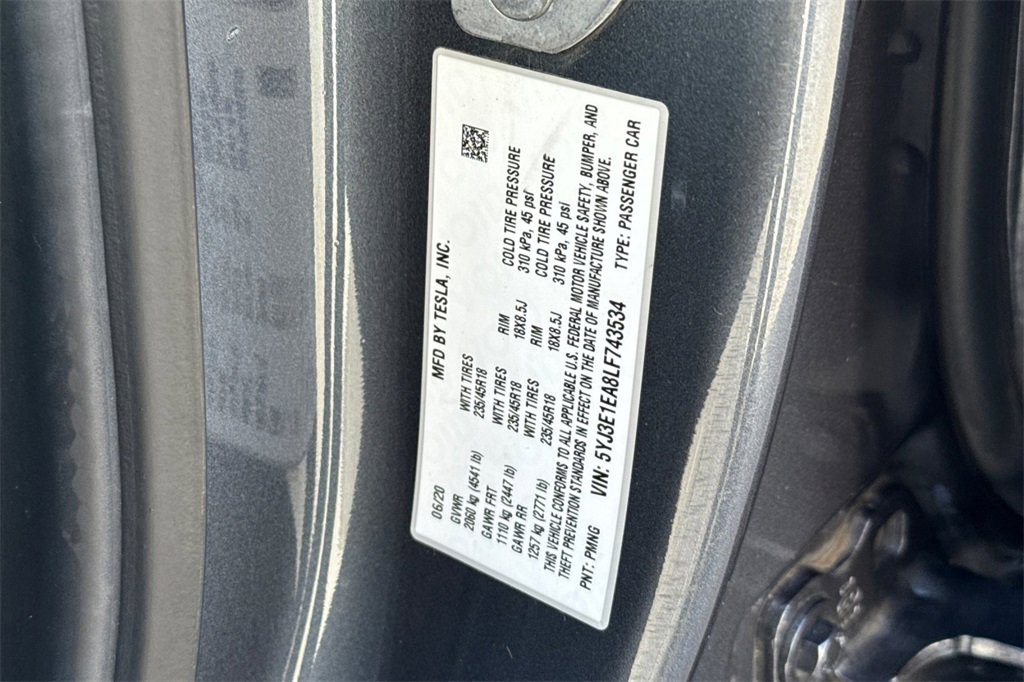 06/20 MFD BY TESLA, INC.
GVWR WITH TIRES
2060 kg (4541 lb) 235/45R18
GAWR FRT WITH TIRES RIM COLD TIRE PRESSURE
1110 kg (2447 lb) 235/45R18 18X8.5J 310 kPa, 45 psi
GAWR RR WITH TIRES RIM COLD TIRE PRESSURE
1257 kg (2771 lb) 235/45R18 18X8.5J 310 kPa, 45 psi
THIS VEHICLE CONFORMS TO ALL APPLICABLE U.S. FEDERAL MOTOR VEHICLE SAFETY, BUMPER, AND
THEFT PREVENTION STANDARDS IN EFFECT ON THE DATE OF MANUFACTURE SHOWN ABOVE.
PNT: PMNG VIN: 5YJ3E1EA8LF743534 TYPE: PASSENGER CAR